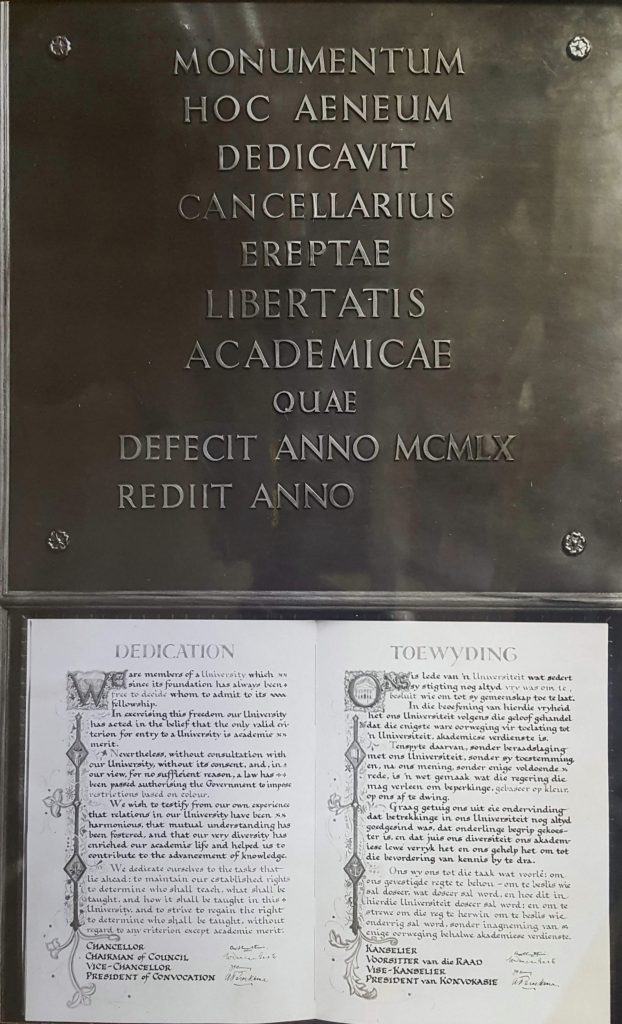 MONUMENTUM
HOC AENEUM
DEDICAVIT
CANCELLARIUS
EREPTAE
LIBERTATIS
ACADEMICAE
QUAE
DEFECIT ANNO MCMLX
REDIIT ANNO
DEDICATION
We are members of a University which
since its foundation has always been
free to decide whom to admit to its
fellowship.
In exercising this freedom our University
has acted in the belief that the only valid cri-
terion for entry to a University is academic
merit.
Nevertheless, without consultation with
our University, without its consent, and, in
our view, for no sufficient reason, a law has
been passed authorising the Government to impose
restrictions based on colour.
We wish to testify from our own experience
that relations in our University have been
harmonious, that mutual understanding has
been fostered, and that our very diversity has
enriched our academic life and helped us to
contribute to the advancement of knowledge.
We dedicate ourselves to the tasks that
lie ahead: to maintain our established rights
to determine who shall teach, what shall be
taught, and how it shall be taught in this
University, and to strive to regain the right
to determine who shall be taught, without
regard to any criterion except academic merit.
CHANCELLOR
CHAIRMAN of COUNCIL
VICE-CHANCELLOR
PRESIDENT of CONVOCATION
TOEWYDING
Ons is lede van 'n Universiteit wat sedert
sy stigting nog altyd vry was om te
besluit wie om tot sy gemeenskap toe te laat.
In die beoefening van hierdie vryheid
het ons Universiteit volgens die geloof gehandel
dat die enigste ware oorweging vir toelating tot
'n Universiteit, akademiese verdienste is.
Tenspyte daarvan, sonder beraadslaging
met ons Universiteit, sonder sy toestemming
en, na ons mening, sonder enige voldoende
rede, is 'n wet gemaak wat die regering die
mag verleen om beperkinge, gebaseer op kleur,
op ons af te dwing.
Graag getuig ons uit eie ondervinding
dat betrekkinge in ons Universiteit nog altyd
goedgesind was, dat onderlinge begrip gekoes-
ter is, en dat juis ons diversiteit ons akadem-
iese lewe verryk het en ons gehelp het om tot
die bevordering van kennis by te dra.
Ons wy ons tot die taak wat voorlê: om
ons gevestigde regte te behou - om te beslis wie
sal doseer, wat doseer sal word, en hoe dit in
hierdie Universiteit doseer sal word; en om te
strewe om die reg te herwin om te beslis wie
onderrig sal word, sonder inagneming van
enige oorweging behalwe akademiese verdienste.
KANSELIER
VOORSITTER van die RAAD
VISE-KANSELIER
PRESIDENT van KONVOKASIE